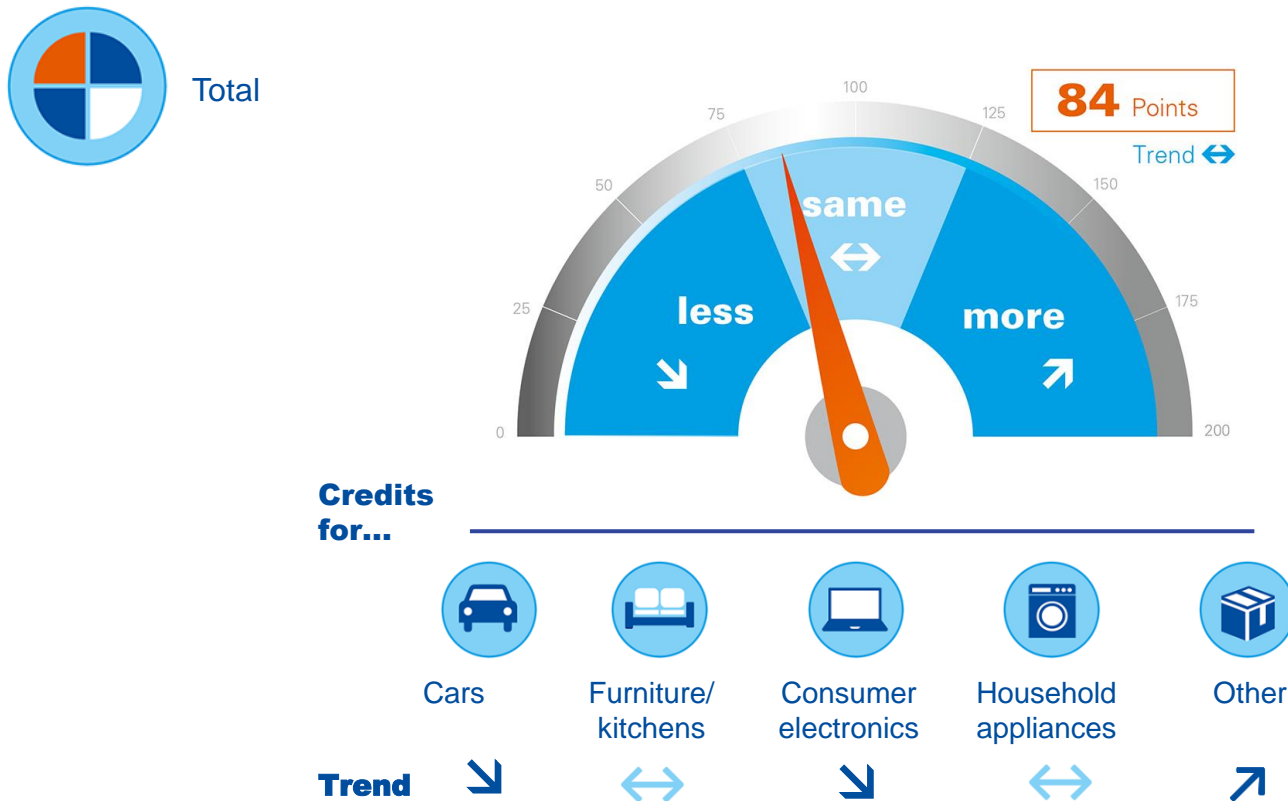 Total
84 Points
Trend
0
25
50
75
100
125
150
175
200
less
same
more
Credits
for...
Cars
Furniture/
kitchens
Consumer
electronics
Household
appliances
Other
Trend